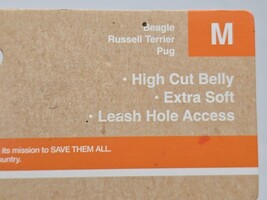 Beagle
Russell Terrier
Pug
M
· High Cut Belly
· Extra Soft
· Leash Hole Access
its mission to SAVE THEM ALL.
country.